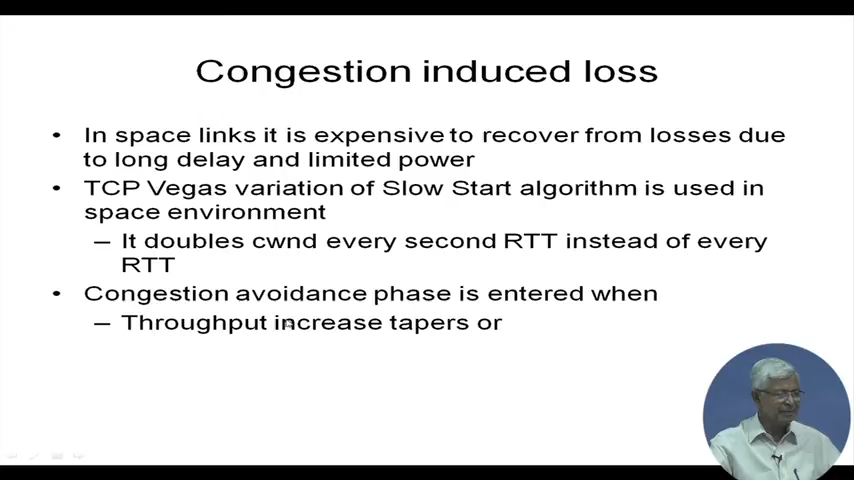 Congestion induced loss
• In space links it is expensive to recover from losses due
to long delay and limited power
• TCP Vegas variation of Slow Start algorithm is used in
space environment
– It doubles cwnd every second RTT instead of every
RTT
• Congestion avoidance phase is entered when
– Throughput increase tapers or